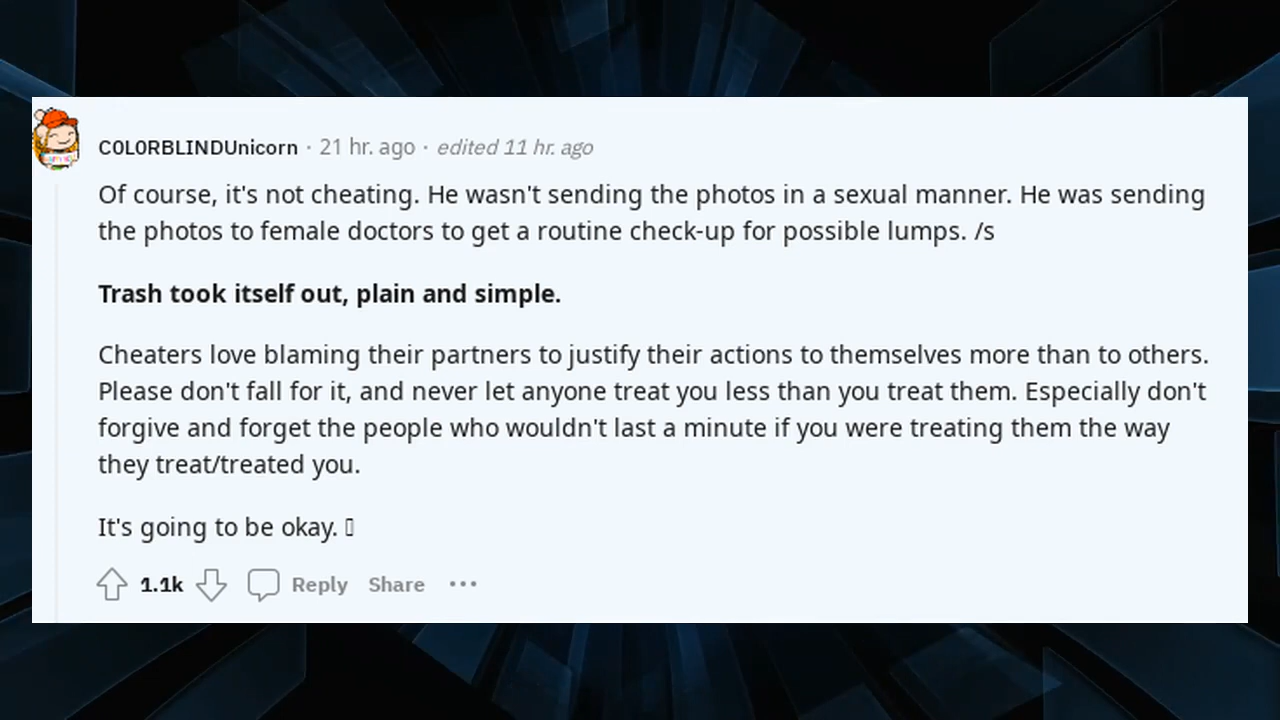 C0L0RBLINDUnicorn · 21 hr. ago · edited 11 hr. ago
Of course, it's not cheating. He wasn't sending the photos in a sexual manner. He was sending
the photos to female doctors to get a routine check-up for possible lumps. /s
Trash took itself out, plain and simple.
Cheaters love blaming their partners to justify their actions to themselves more than to others.
Please don't fall for it, and never let anyone treat you less than you treat them. Especially don't
forgive and forget the people who wouldn't last a minute if you were treating them the way
they treat/treated you.
It's going to be okay. ▯
1.1k Reply Share ···